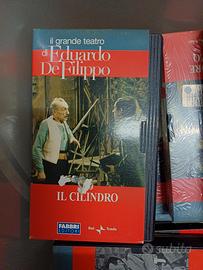 il grande teatro
di Eduardo
De Filippo
IL CILINDRO
FABBRI
EDITORI
Rai Trade
subito